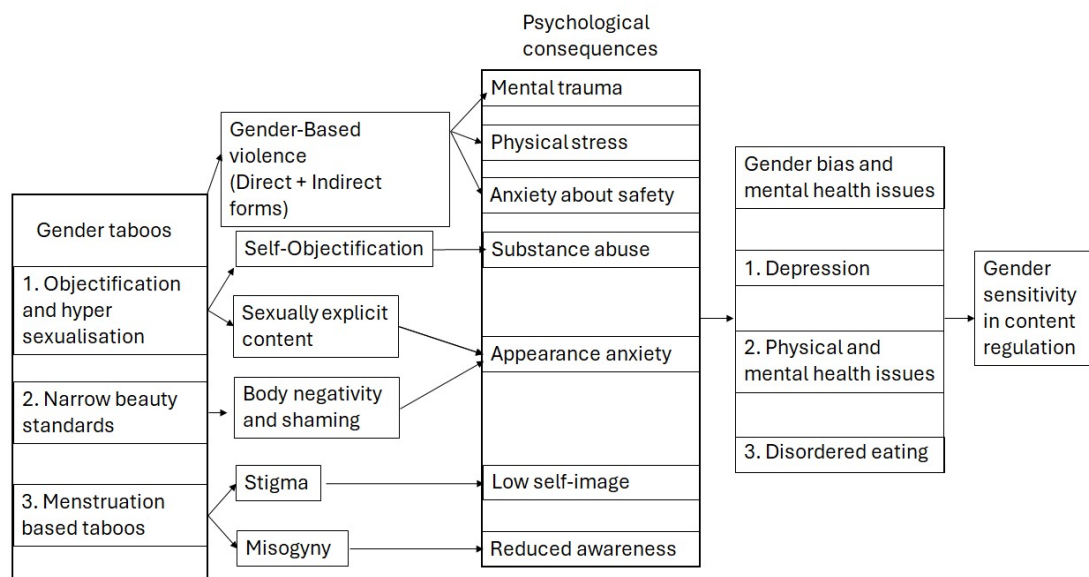 Psychological
consequences
Mental trauma
Gender-Based
violence
(Direct + Indirect
forms)
Physical stress
Anxiety about safety
Gender bias and
mental health issues
Gender taboos
Self-Objectification
Substance abuse
1. Objectification
and hyper
sexualisation
1. Depression
Gender
sensitivity
in content
regulation
Sexually explicit
content
Appearance anxiety
2. Physical and
mental health issues
2. Narrow beauty
standards
Body negativity
and shaming
3. Disordered eating
3. Menstruation
based taboos
Stigma
Low self-image
Misogyny
Reduced awareness